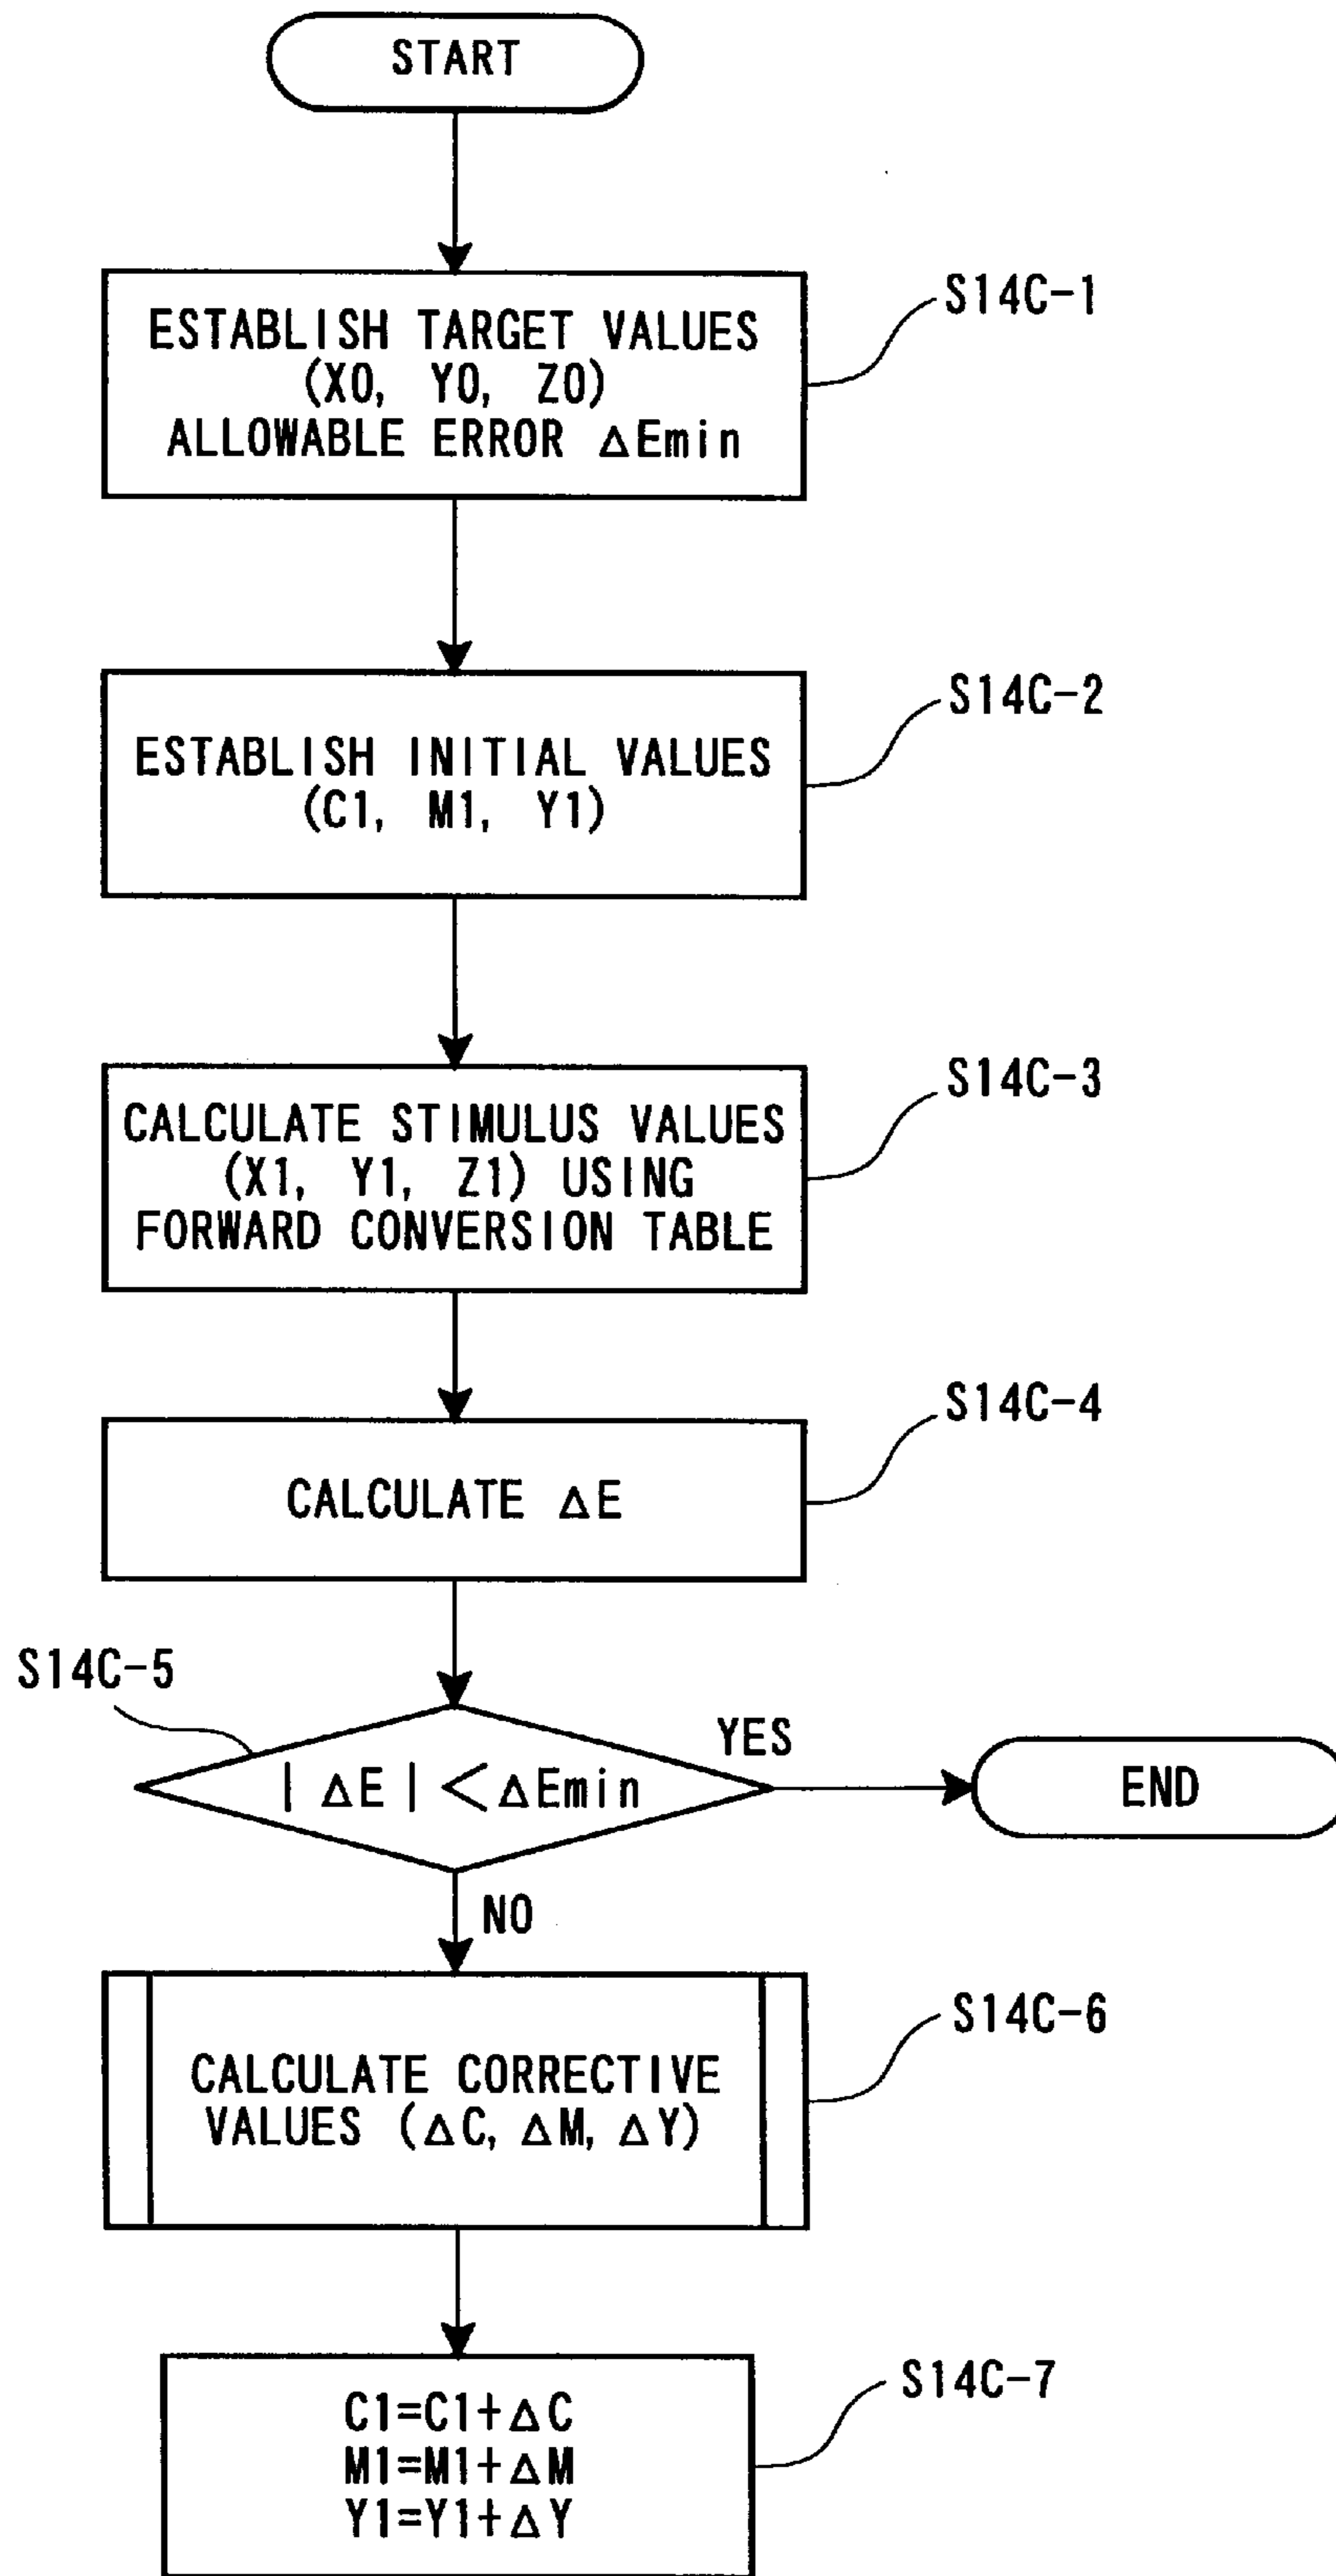 START
ESTABLISH TARGET VALUES
(X0, Y0, Z0)
ALLOWABLE ERROR ΔEmin
S14C-1
ESTABLISH INITIAL VALUES
(C1, M1, Y1)
S14C-2
CALCULATE STIMULUS VALUES
(X1, Y1, Z1) USING
FORWARD CONVERSION TABLE
S14C-3
CALCULATE ΔE
S14C-4
S14C-5
| ΔE | < ΔEmin
YES
END
NO
CALCULATE CORRECTIVE
VALUES (ΔC, ΔM, ΔY)
S14C-6
C1=C1+ΔC
M1=M1+ΔM
Y1=Y1+ΔY
S14C-7